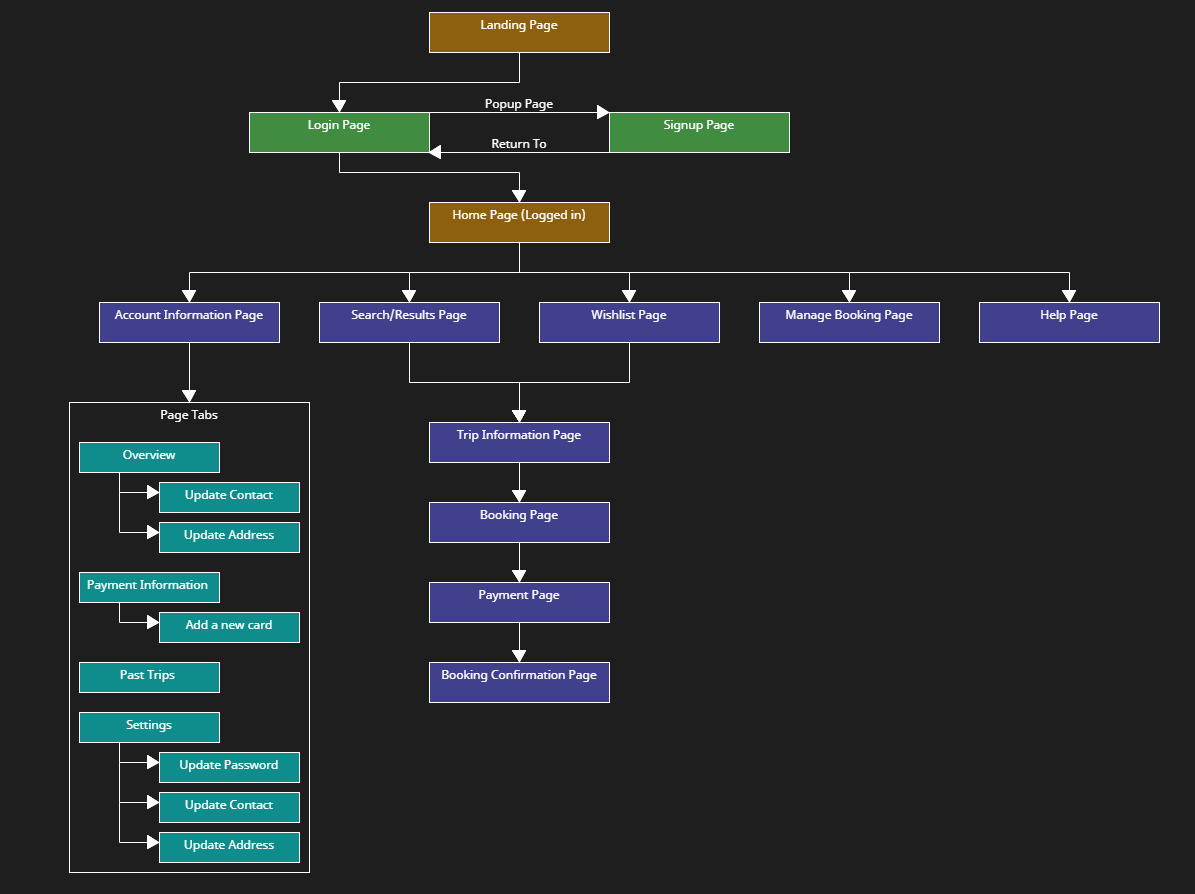 Landing Page
Popup Page
Login Page
Signup Page
Return To
Home Page (Logged in)
Account Information Page
Search/Results Page
Wishlist Page
Manage Booking Page
Help Page
Page Tabs
Overview
Update Contact
Update Address
Payment Information
Add a new card
Past Trips
Settings
Update Password
Update Contact
Update Address
Trip Information Page
Booking Page
Payment Page
Booking Confirmation Page